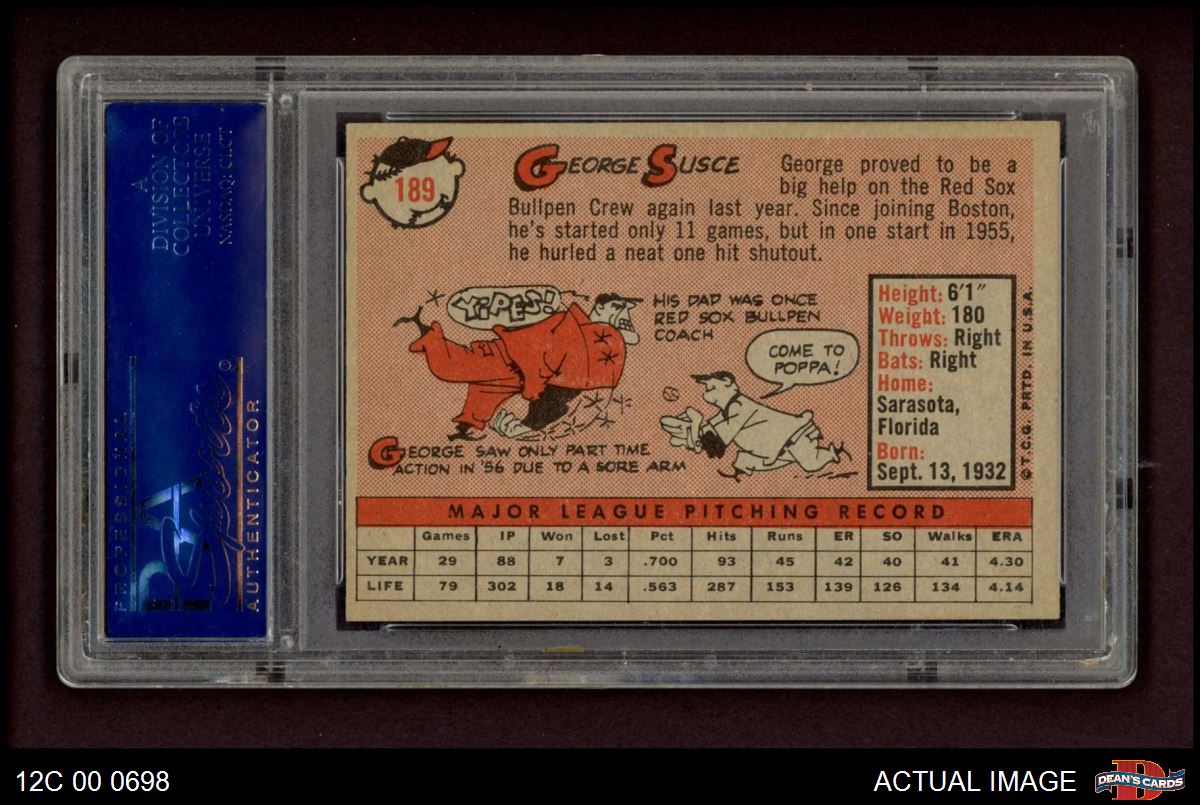 A
DIVISION OF
COLLECTORS
UNIVERSE
NASDAQ: CLCT
PROFESSIONAL
PSA
Sports®
AUTHENTICATOR
189
GEORGE SUSCE
George proved to be a
big help on the Red Sox
Bullpen Crew again last year. Since joining Boston,
he's started only 11 games, but in one start in 1955,
he hurled a neat one hit shutout.
YIPES!
HIS DAD WAS ONCE
RED SOX BULLPEN
COACH
COME TO
POPPA!
GEORGE SAW ONLY PART TIME
ACTION IN '56 DUE TO A SORE ARM
Height: 6'1"
Weight: 180
Throws: Right
Bats: Right
Home:
Sarasota,
Florida
Born:
Sept. 13, 1932
© T.C.G. PRTD. IN U.S.A.
MAJOR LEAGUE PITCHING RECORD
Games IP Won Lost Pct Hits Runs ER SO Walks ERA
YEAR 29 88 7 3 .700 93 45 42 40 41 4.30
LIFE 79 302 18 14 .563 287 153 139 126 134 4.14
12C 00 0698
ACTUAL IMAGE
D
DEAN'S CARDS